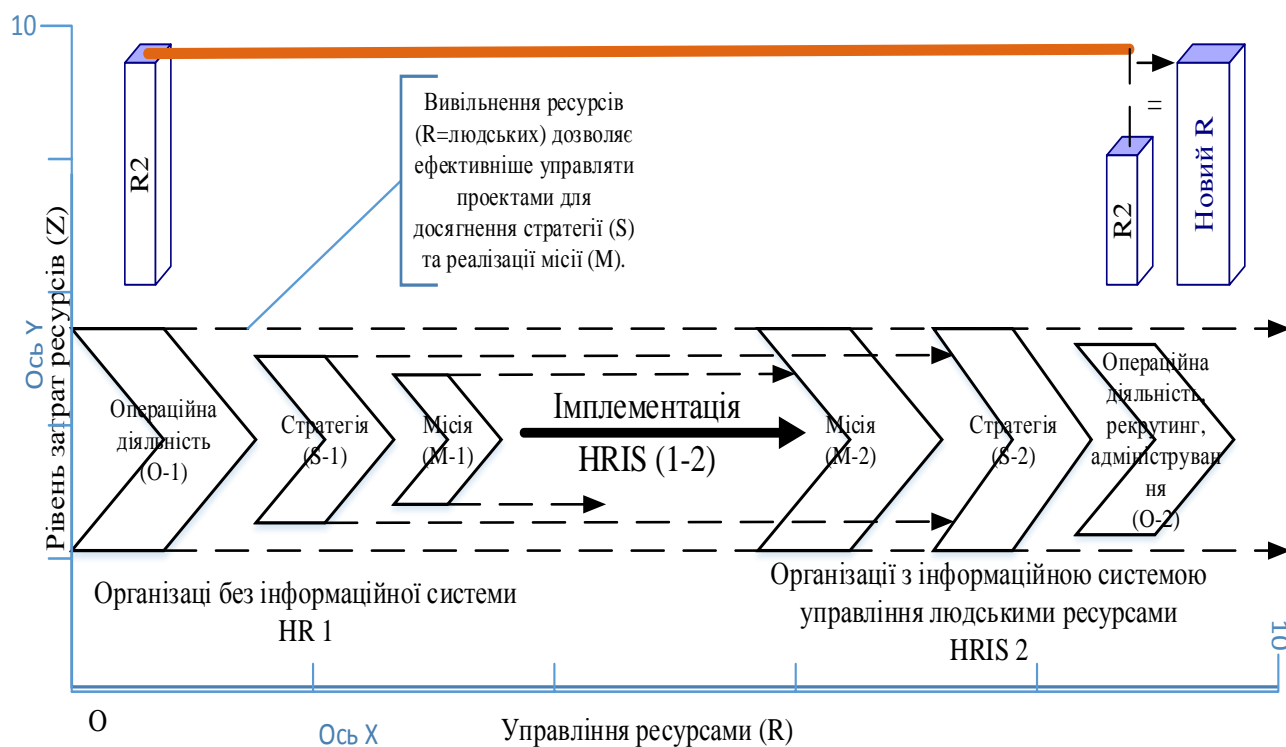 10
R2
Вивільнення ресурсів
(R=людських) дозволяє
ефективніше управляти
проектами для
досягнення стратегії (S)
та реалізації місії (M).
=
R2
Новий R
Ось Y
Рівень затрат ресурсів (Z)
Операційна
діяльність
(О-1)
Стратегія
(S-1)
Місія
(M-1)
Імплементація
HRIS (1-2)
Місія
(M-2)
Стратегія
(S-2)
Операційна
діяльність,
рекрутинг,
адмініструван
ня
(О-2)
Організаці без інформаційної системи
HR 1
Організації з інформаційною системою
управління людськими ресурсами
HRIS 2
10
О
Ось X
Управління ресурсами (R)